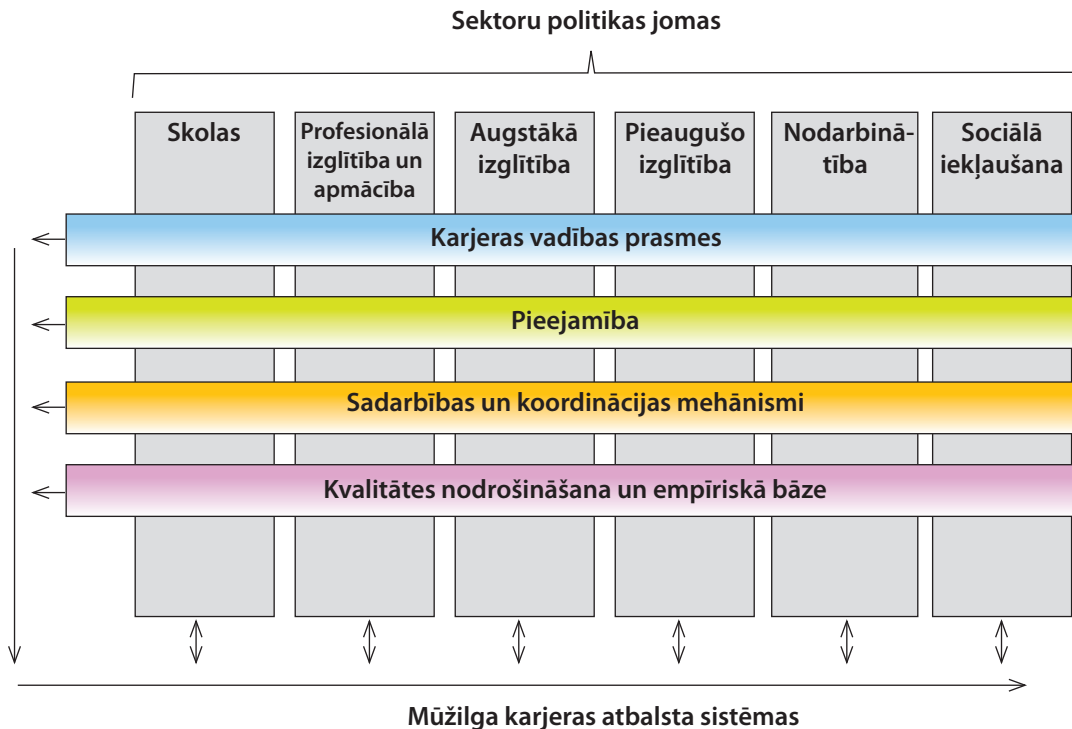 Sektoru politikas jomas
Skolas
Profesionālā
izglītība un
apmācība
Augstākā
izglītība
Pieaugušo
izglītība
Nodarbinā-
tība
Sociālā
iekļaušana
Karjeras vadības prasmes
Pieejamība
Sadarbības un koordinācijas mehānismi
Kvalitātes nodrošināšana un empīriskā bāze
Mūžilga karjeras atbalsta sistēmas